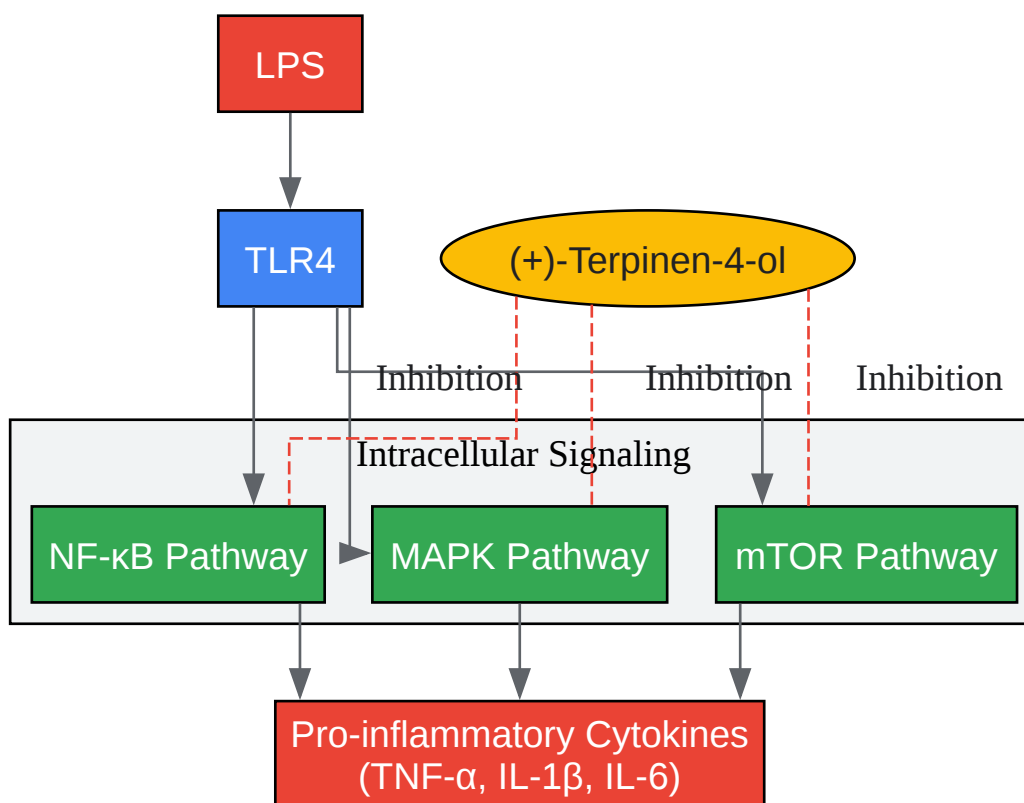 LPS
TLR4
(+)-Terpinen-4-ol
Inhibition
Inhibition
Inhibition
Intracellular Signaling
NF-κB Pathway
MAPK Pathway
mTOR Pathway
Pro-inflammatory Cytokines
(TNF-α, IL-1β, IL-6)